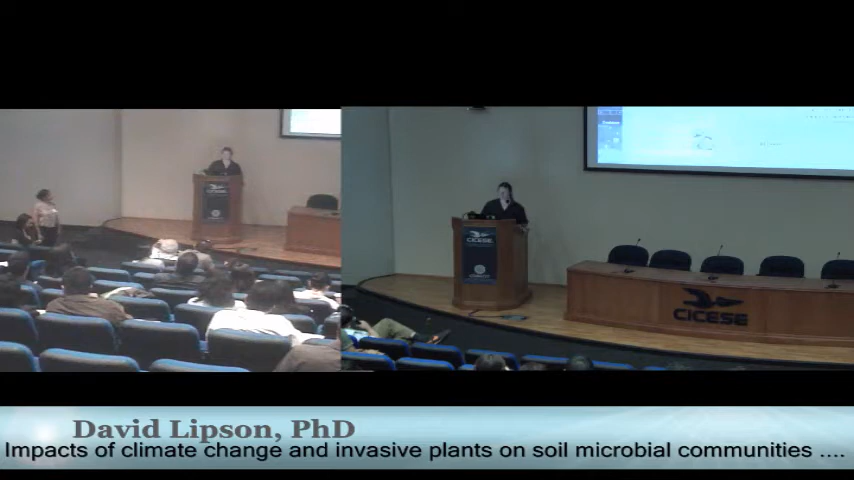 CICESE
CICESE
David Lipson, PhD
Impacts of climate change and invasive plants on soil microbial communities ....